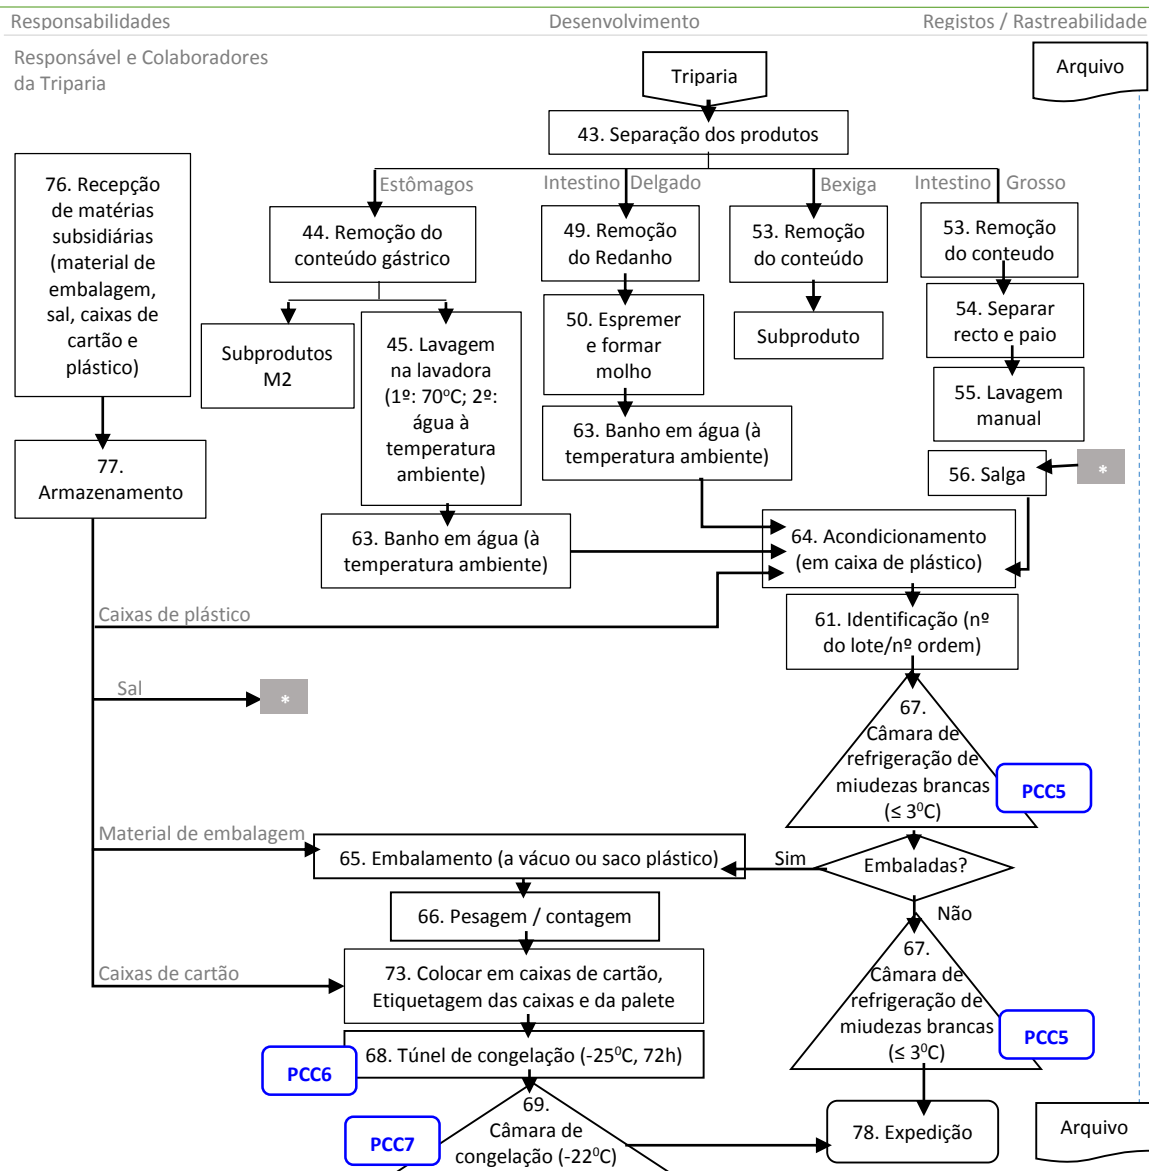 Responsabilidades
Desenvolvimento
Registos / Rastreabilidade
Responsável e Colaboradores
da Triparia
Triparia
Arquivo
43. Separação dos produtos
76. Recepção
de matérias
subsidiárias
(material de
embalagem,
sal, caixas de
cartão e
plástico)
Estômagos
Intestino Delgado
Bexiga
Intestino Grosso
44. Remoção do
conteúdo gástrico
49. Remoção
do Redanho
53. Remoção
do conteúdo
53. Remoção
do conteudo
Subprodutos
M2
45. Lavagem
na lavadora
(1º: 70ºC; 2º:
água à
temperatura
ambiente)
50. Espremer
e formar
molho
Subproduto
54. Separar
recto e paio
55. Lavagem
manual
63. Banho em água (à
temperatura ambiente)
77.
Armazenamento
56. Salga
*
63. Banho em água (à
temperatura ambiente)
64. Acondicionamento
(em caixa de plástico)
Caixas de plástico
61. Identificação (nº
do lote/nº ordem)
Sal
*
67.
Câmara de
refrigeração de
miudezas brancas
(≤ 3⁰C)
PCC5
Material de embalagem
65. Embalamento (a vácuo ou saco plástico)
Sim
Embaladas?
Não
66. Pesagem / contagem
67.
Câmara de
refrigeração de
miudezas brancas
(≤ 3⁰C)
PCC5
Caixas de cartão
73. Colocar em caixas de cartão,
Etiquetagem das caixas e da palete
68. Túnel de congelação (-25⁰C, 72h)
PCC6
69.
Câmara de
congelação (-22⁰C)
PCC7
78. Expedição
Arquivo